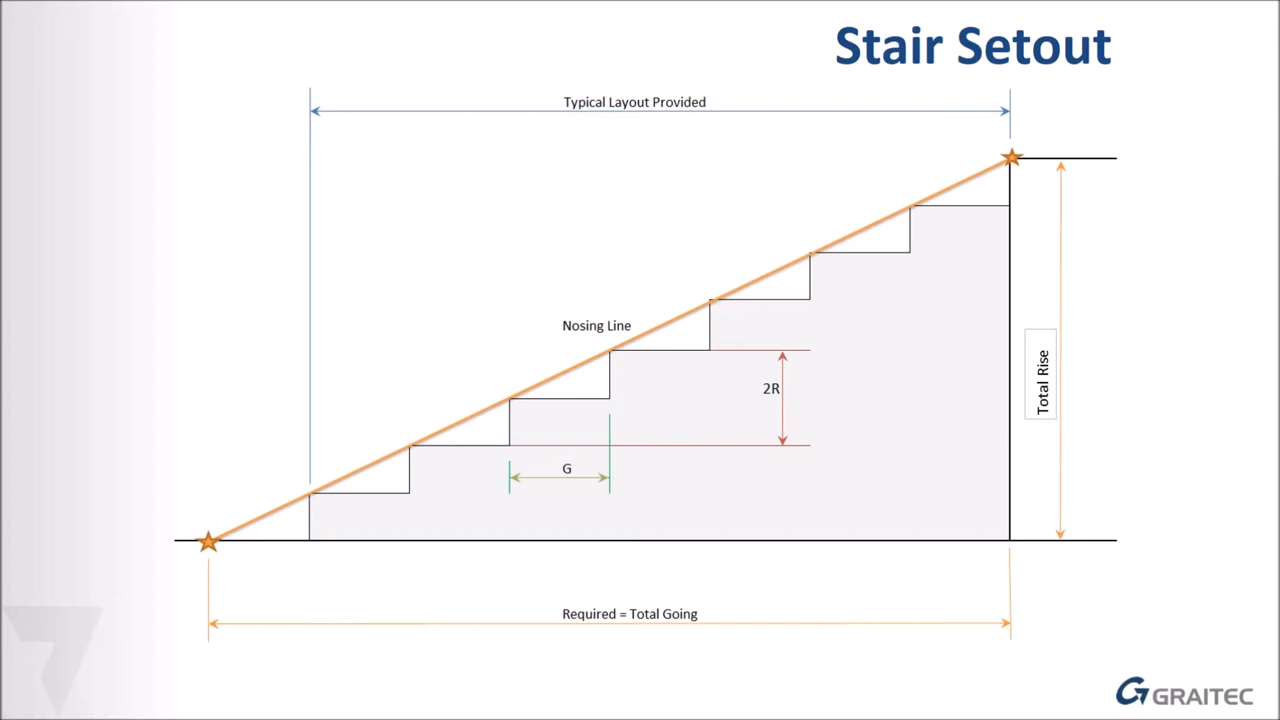 Stair Setout
Typical Layout Provided
Nosing Line
Total Rise
2R
G
Required = Total Going
GRAITEC